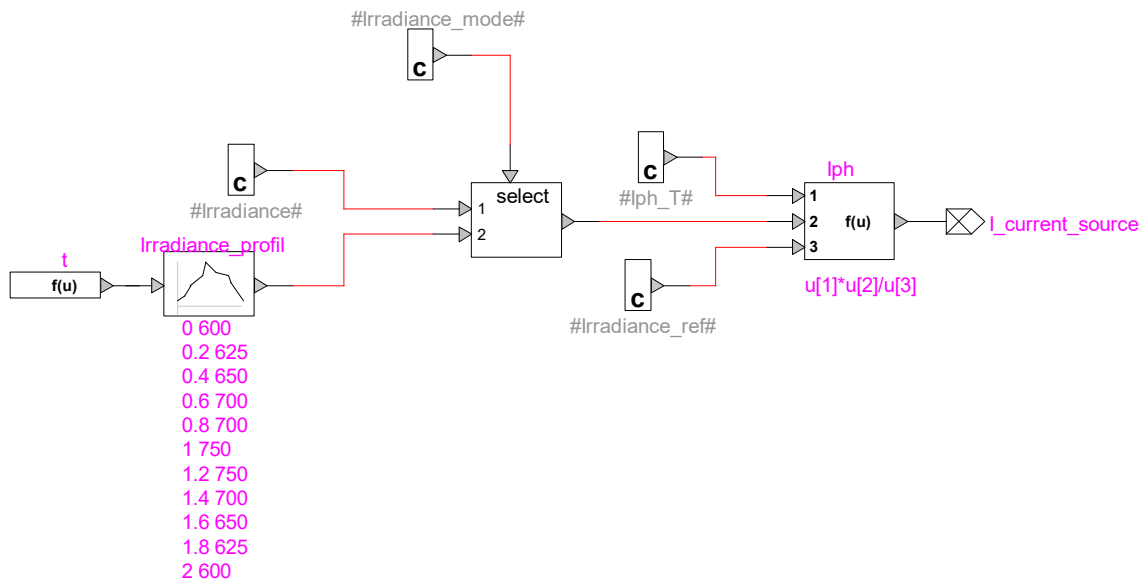 #Irradiance_mode#
c
c
#Irradiance#
select
1
2
c
#Iph_T#
Iph
1
2
3
f(u)
I_current_source
u[1]*u[2]/u[3]
c
#Irradiance_ref#
t
f(u)
Irradiance_profil
0 600
0.2 625
0.4 650
0.6 700
0.8 700
1 750
1.2 750
1.4 700
1.6 650
1.8 625
2 600